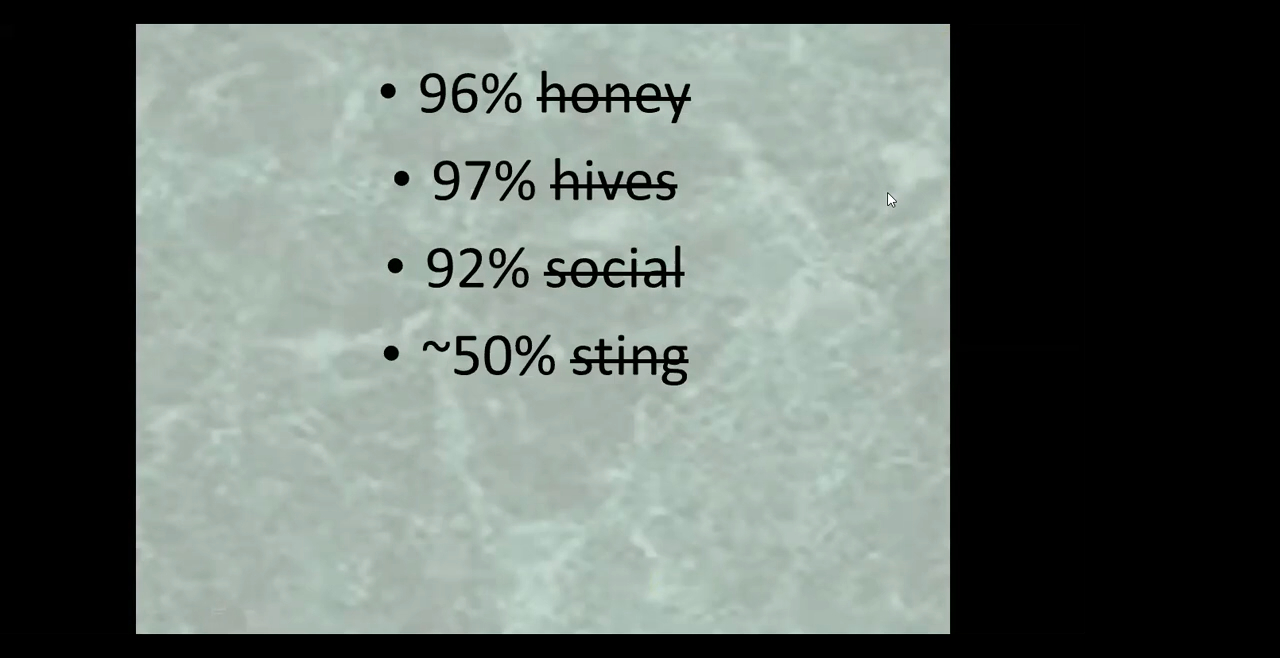 • 96% honey
• 97% hives
• 92% social
• ~50% sting